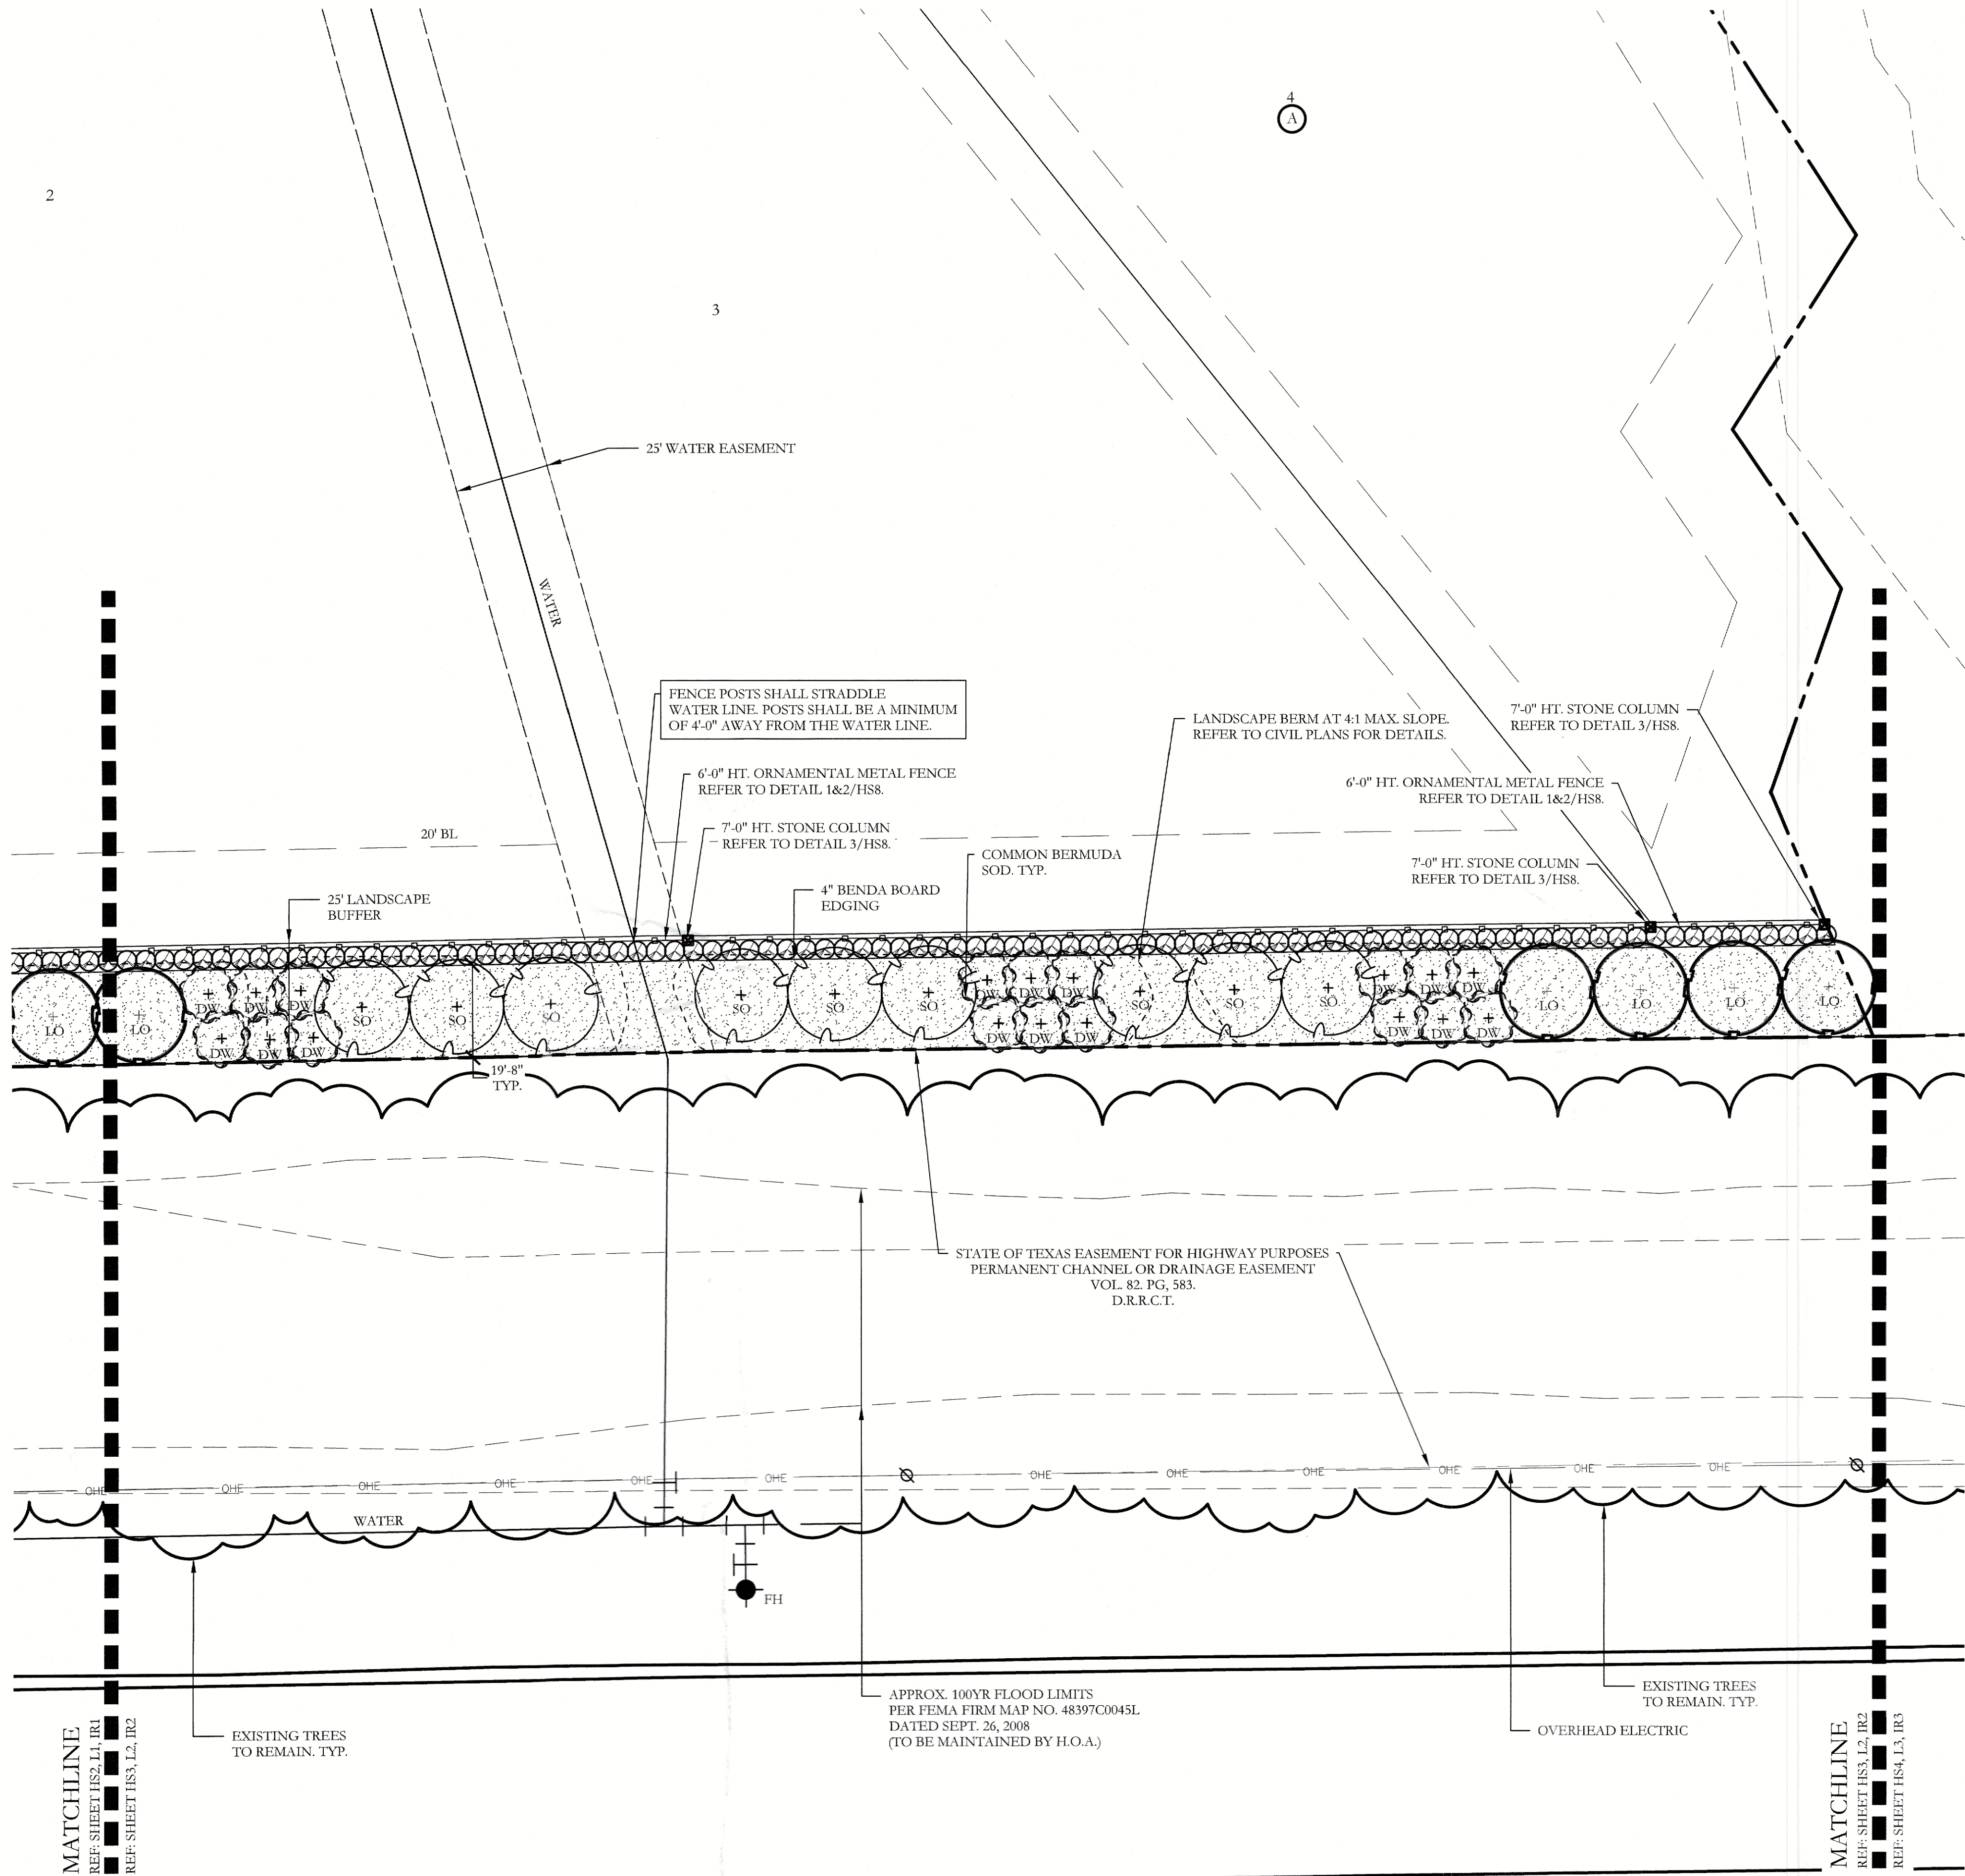 4
A
2
3
25' WATER EASEMENT
WATER
FENCE POSTS SHALL STRADDLE
WATER LINE. POSTS SHALL BE A MINIMUM
OF 4'-0" AWAY FROM THE WATER LINE.
LANDSCAPE BERM AT 4:1 MAX. SLOPE.
REFER TO CIVIL PLANS FOR DETAILS.
7'-0" HT. STONE COLUMN
REFER TO DETAIL 3/HS8.
6'-0" HT. ORNAMENTAL METAL FENCE
REFER TO DETAIL 1&2/HS8.
6'-0" HT. ORNAMENTAL METAL FENCE
REFER TO DETAIL 1&2/HS8.
20' BL
7'-0" HT. STONE COLUMN
REFER TO DETAIL 3/HS8.
COMMON BERMUDA
SOD. TYP.
7'-0" HT. STONE COLUMN
REFER TO DETAIL 3/HS8.
25' LANDSCAPE
BUFFER
4" BENDA BOARD
EDGING
DW DW DW DW DW DW DW DW DW
LO LO SO SO SO SO SO SO SO SO SO LO LO LO LO
DW DW DW DW DW DW DW DW DW
19'-8"
TYP.
STATE OF TEXAS EASEMENT FOR HIGHWAY PURPOSES
PERMANENT CHANNEL OR DRAINAGE EASEMENT
VOL. 82. PG, 583.
D.R.R.C.T.
OHE OHE OHE OHE OHE OHE OHE OHE OHE OHE OHE OHE
WATER
FH
APPROX. 100YR FLOOD LIMITS
PER FEMA FIRM MAP NO. 48397C0045L
DATED SEPT. 26, 2008
(TO BE MAINTAINED BY H.O.A.)
EXISTING TREES
TO REMAIN. TYP.
OVERHEAD ELECTRIC
EXISTING TREES
TO REMAIN. TYP.
MATCHLINE
REF: SHEET HS2, L1, IR1
REF: SHEET HS3, L2, IR2
MATCHLINE
REF: SHEET HS3, L2, IR2
REF: SHEET HS4, L3, IR3